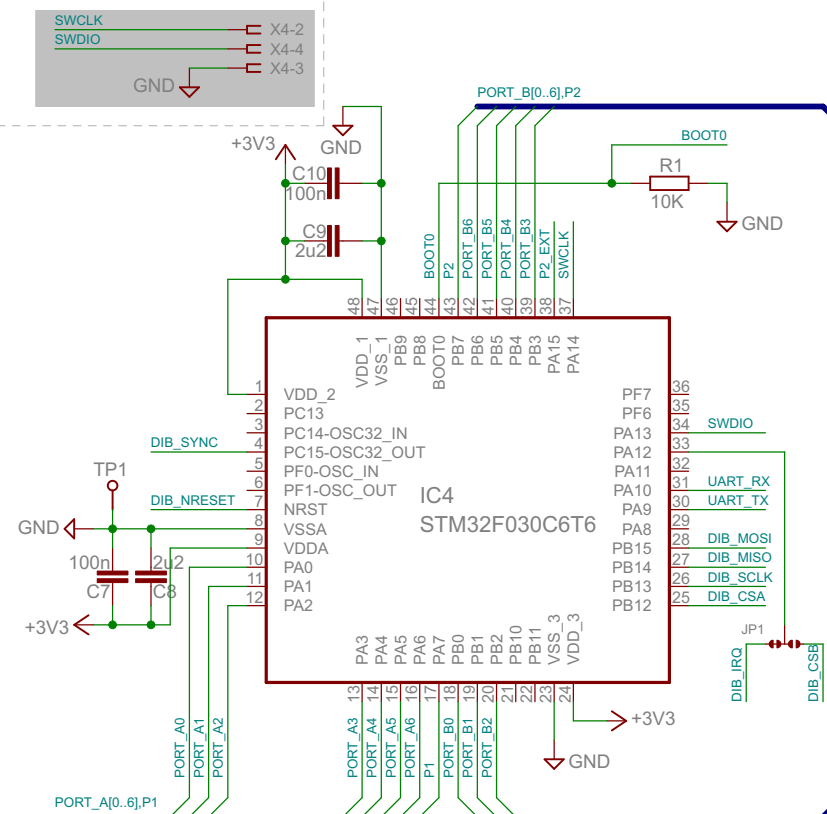 SWCLK
X4-2
SWDIO
X4-4
X4-3
GND
PORT_B[0..6],P2
+3V3
GND
BOOT0
C10
100n
R1
10K
GND
C9
2u2
BOOT0
P2
PORT_B6
PORT_B5
PORT_B4
PORT_B3
P2_EXT
SWCLK
48
47
46
45
44
43
42
41
40
39
38
37
VDD_1
VSS_1
PB9
PB8
BOOT0
PB7
PB6
PB5
PB4
PB3
PA15
PA14
1 VDD_2
2 PC13
3 PC14-OSC32_IN
DIB_SYNC 4 PC15-OSC32_OUT
5 PF0-OSC_IN
6 PF1-OSC_OUT
DIB_NRESET 7 NRST
8 VSSA
9 VDDA
10 PA0
11 PA1
12 PA2
TP1
GND
100n
C7
2u2
C8
+3V3
IC4
STM32F030C6T6
PF7 36
PF6 35
PA13 34 SWDIO
PA12 33
PA11 32
PA10 31 UART_RX
PA9 30 UART_TX
PA8 29
PB15 28 DIB_MOSI
PB14 27 DIB_MISO
PB13 26 DIB_SCLK
PB12 25 DIB_CSA
JP1
DIB_IRQ
DIB_CSB
PA3
PA4
PA5
PA6
PA7
PB0
PB1
PB2
PB10
PB11
VSS_3
VDD_3
13
14
15
16
17
18
19
20
21
22
23
24
+3V3
GND
PORT_A0
PORT_A1
PORT_A2
PORT_A3
PORT_A4
PORT_A5
PORT_A6
P1
PORT_B0
PORT_B1
PORT_B2
PORT_A[0..6],P1